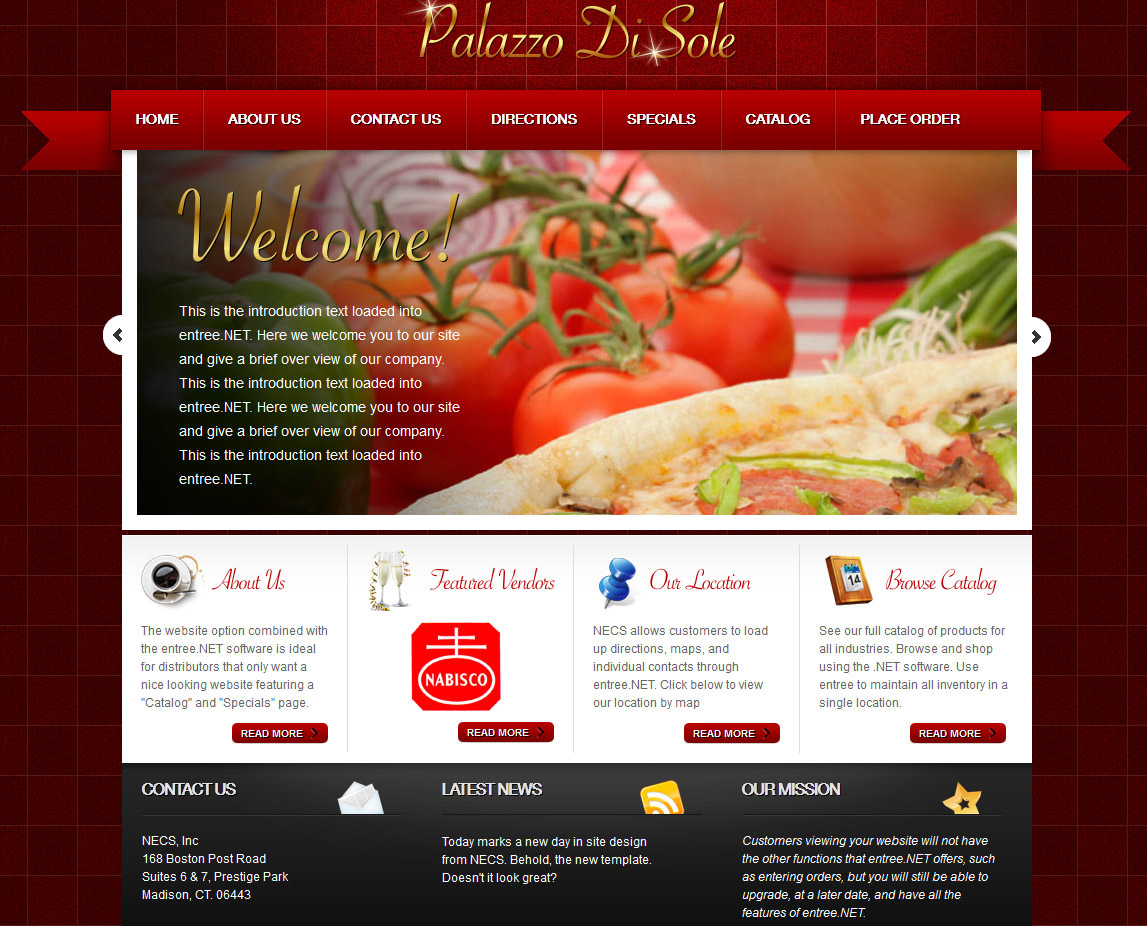 Palazzo Di Sole
HOME
ABOUT US
CONTACT US
DIRECTIONS
SPECIALS
CATALOG
PLACE ORDER
Welcome!
This is the introduction text loaded into
entree.NET. Here we welcome you to our site
and give a brief over view of our company.
This is the introduction text loaded into
entree.NET. Here we welcome you to our site
and give a brief over view of our company.
This is the introduction text loaded into
entree.NET.
About Us
The website option combined with
the entree.NET software is ideal
for distributors that only want a
nice looking website featuring a
"Catalog" and "Specials" page.
READ MORE
Featured Vendors
NABISCO
READ MORE
Our Location
NECS allows customers to load
up directions, maps, and
individual contacts through
entree.NET. Click below to view
our location by map
READ MORE
14
Browse Catalog
See our full catalog of products for
all industries. Browse and shop
using the .NET software. Use
entree to maintain all inventory in a
single location.
READ MORE
CONTACT US
NECS, Inc
168 Boston Post Road
Suites 6 & 7, Prestige Park
Madison, CT. 06443
LATEST NEWS
Today marks a new day in site design
from NECS. Behold, the new template.
Doesn't it look great?
OUR MISSION
Customers viewing your website will not have
the other functions that entree.NET offers, such
as entering orders, but you will still be able to
upgrade, at a later date, and have all the
features of entree.NET.